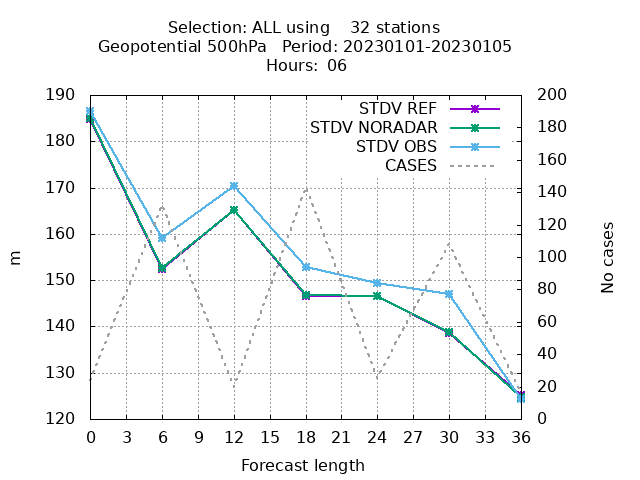 Selection: ALL using    32 stations
Geopotential 500hPa   Period: 20230101-20230105
Hours:  06
STDV REF
STDV NORADAR
STDV OBS
CASES
190
180
170
160
150
140
130
120
200
180
160
140
120
100
80
60
40
20
0
m
No cases
0 3 6 9 12 15 18 21 24 27 30 33 36
Forecast length